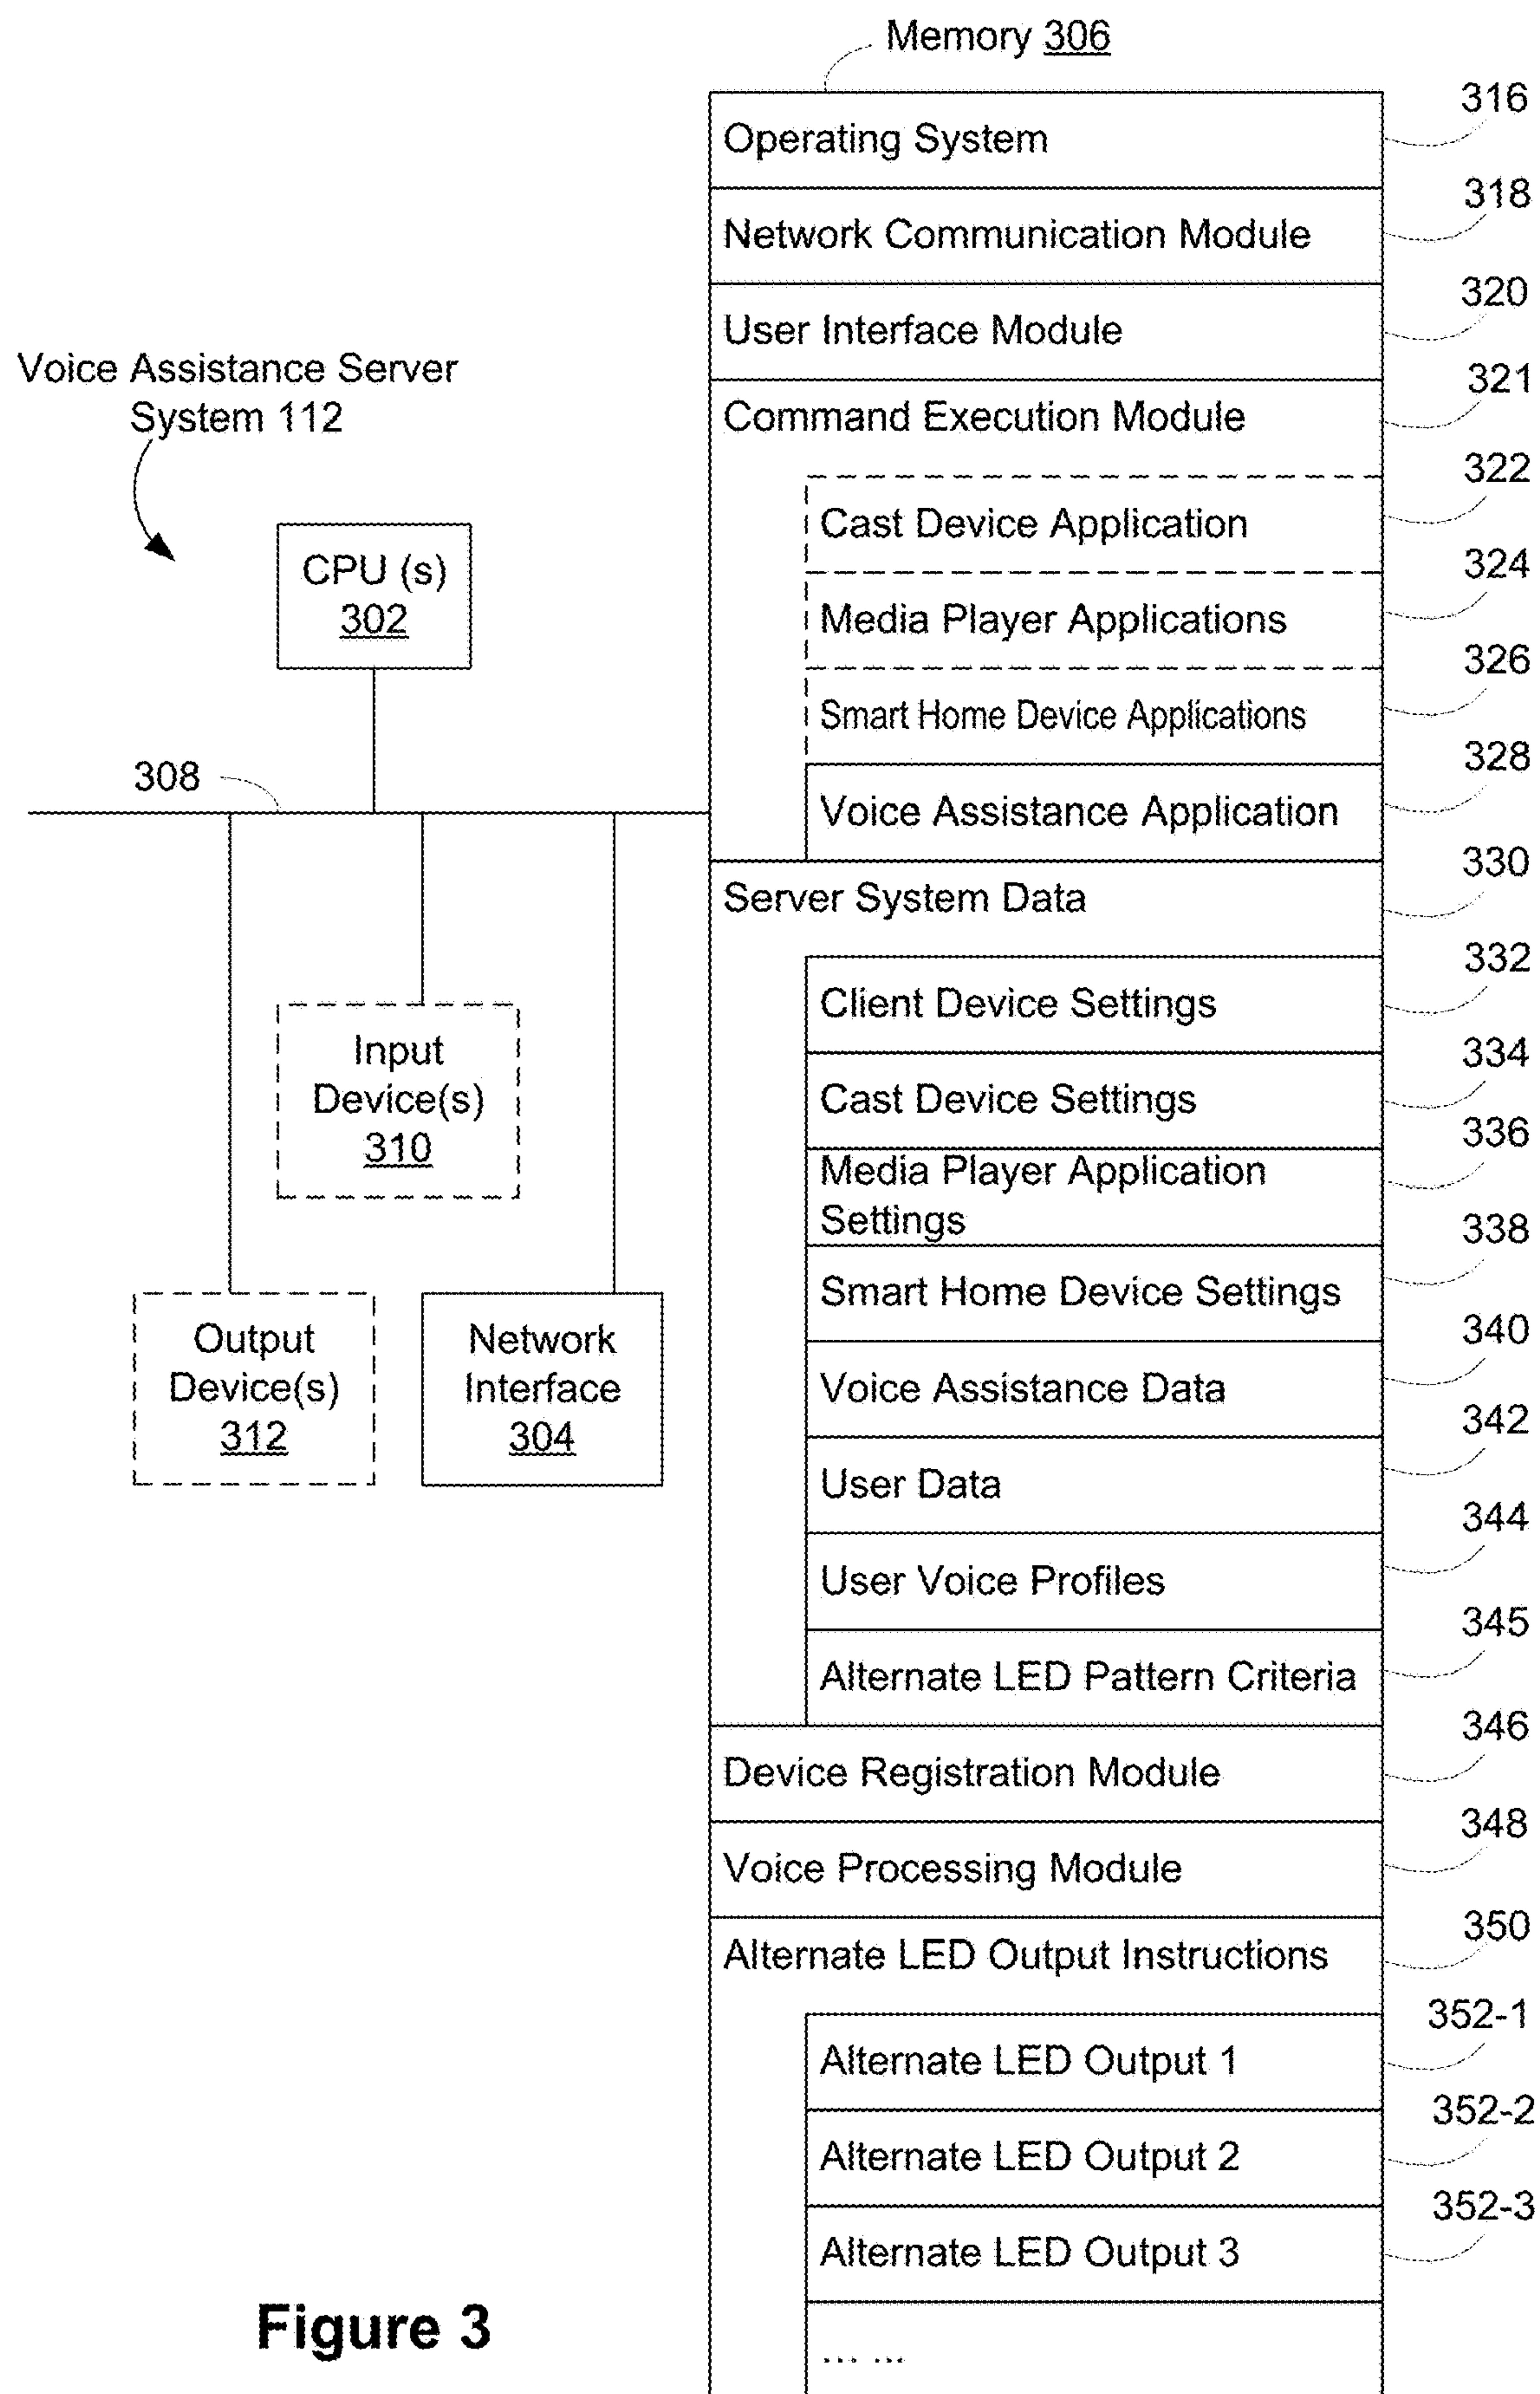 Memory 306
Operating System
316
Network Communication Module
318
User Interface Module
320
Command Execution Module
321
Cast Device Application
322
Media Player Applications
324
Smart Home Device Applications
326
Voice Assistance Application
328
Server System Data
330
Client Device Settings
332
Cast Device Settings
334
Media Player Application
Settings
336
Smart Home Device Settings
338
Voice Assistance Data
340
User Data
342
User Voice Profiles
344
Alternate LED Pattern Criteria
345
Device Registration Module
346
Voice Processing Module
348
Alternate LED Output Instructions
350
Alternate LED Output 1
352-1
Alternate LED Output 2
352-2
Alternate LED Output 3
352-3
... ...
Voice Assistance Server
System 112
CPU (s)
302
308
Input
Device(s)
310
Output
Device(s)
312
Network
Interface
304
Figure 3